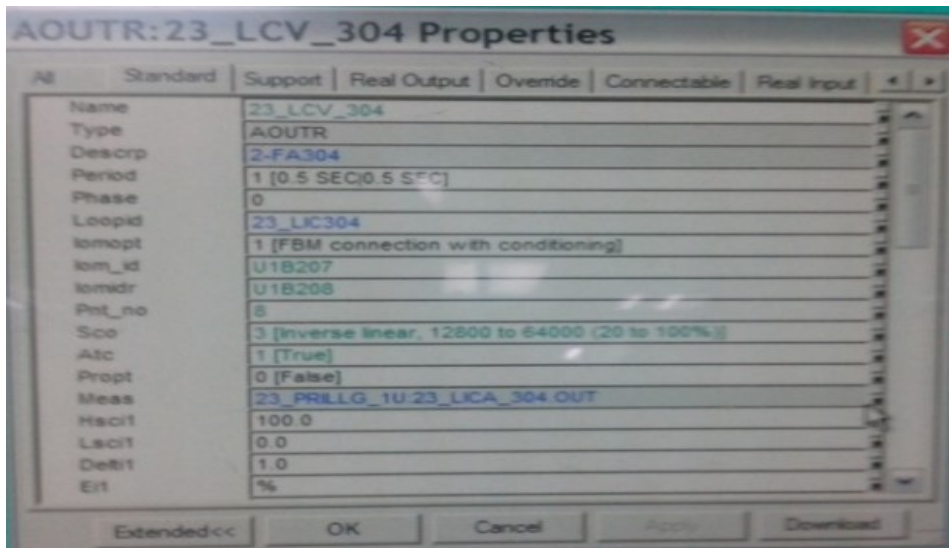 AOUTR:23_LCV_304 Properties
All Standard Support Real Output Override Connectable Real Input
Name 23_LCV_304
Type AOUTR
Descrp 2-FA304
Period 1 [0.5 SEC|0.5 SEC]
Phase 0
Loopid 23_LIC304
Iomopt 1 [FBM connection with conditioning]
Iom_id U1B207
Iomidr U1B208
Pnt_no 8
Sco 3 [Inverse linear, 12800 to 64000 (20 to 100%)]
Atc 1 [True]
Propt 0 [False]
Meas 23_PRILLG_1U:23_LICA_304.OUT
Hsci1 100.0
Lsci1 0.0
Delti1 1.0
Ei1 %
Extended<< OK Cancel Apply Download